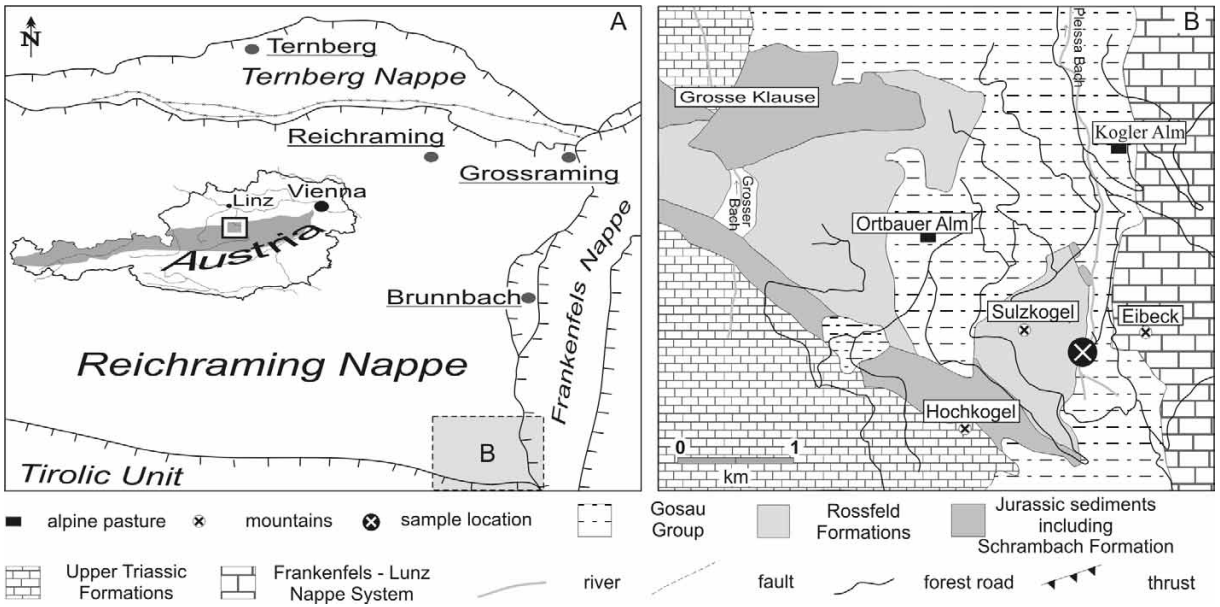 N
A
Ternberg
Ternberg Nappe
Reichraming
Grossraming
Linz
Vienna
Austria
Brunnbach
Frankenfels Nappe
Reichraming Nappe
B
Tirolic Unit
B
Pleissa Bach
Grosse Klause
Kogler Alm
Grosser
Bach
Ortbauer Alm
Sulzkogel
Eibeck
Hochkogel
0 1
km
alpine pasture
mountains
sample location
Gosau
Group
Rossfeld
Formations
Jurassic sediments
including
Schrambach Formation
Upper Triassic
Formations
Frankenfels - Lunz
Nappe System
river
fault
forest road
thrust